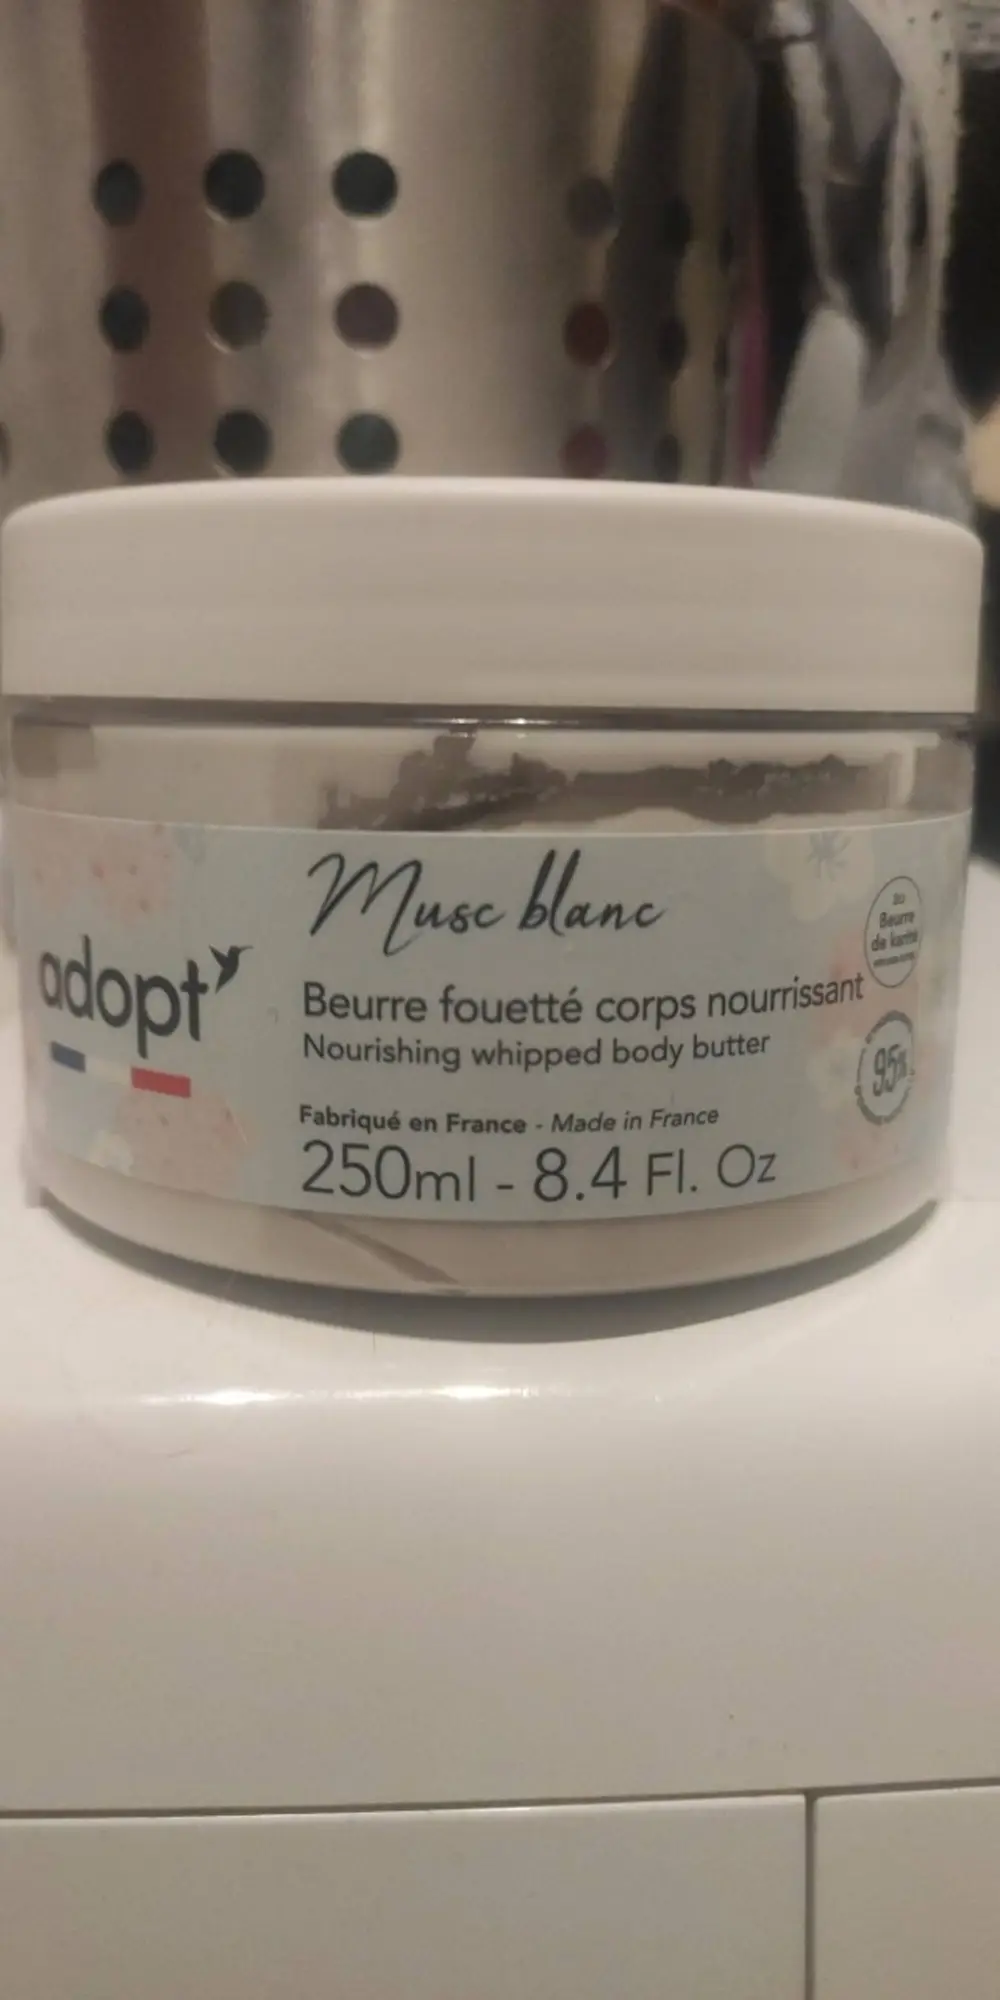 Musc blanc
adopt
Beurre fouetté corps nourrissant
Nourishing whipped body butter
Fabriqué en France - Made in France
250ml - 8.4 Fl. Oz
Beurre
de karité
95%